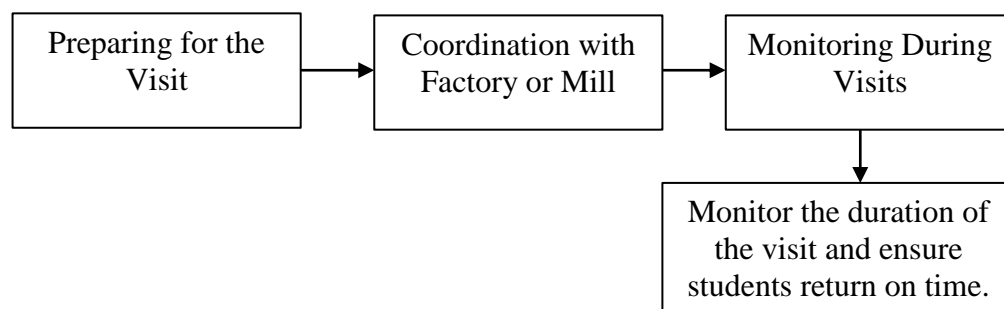 Preparing for the
Visit
Coordination with
Factory or Mill
Monitoring During
Visits
Monitor the duration of
the visit and ensure
students return on time.